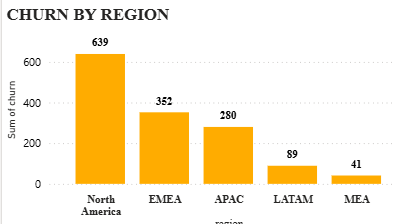 CHURN BY REGION
639
352
280
89
41
600
400
200
0
Sum of churn
North
America
EMEA
APAC
LATAM
MEA
region